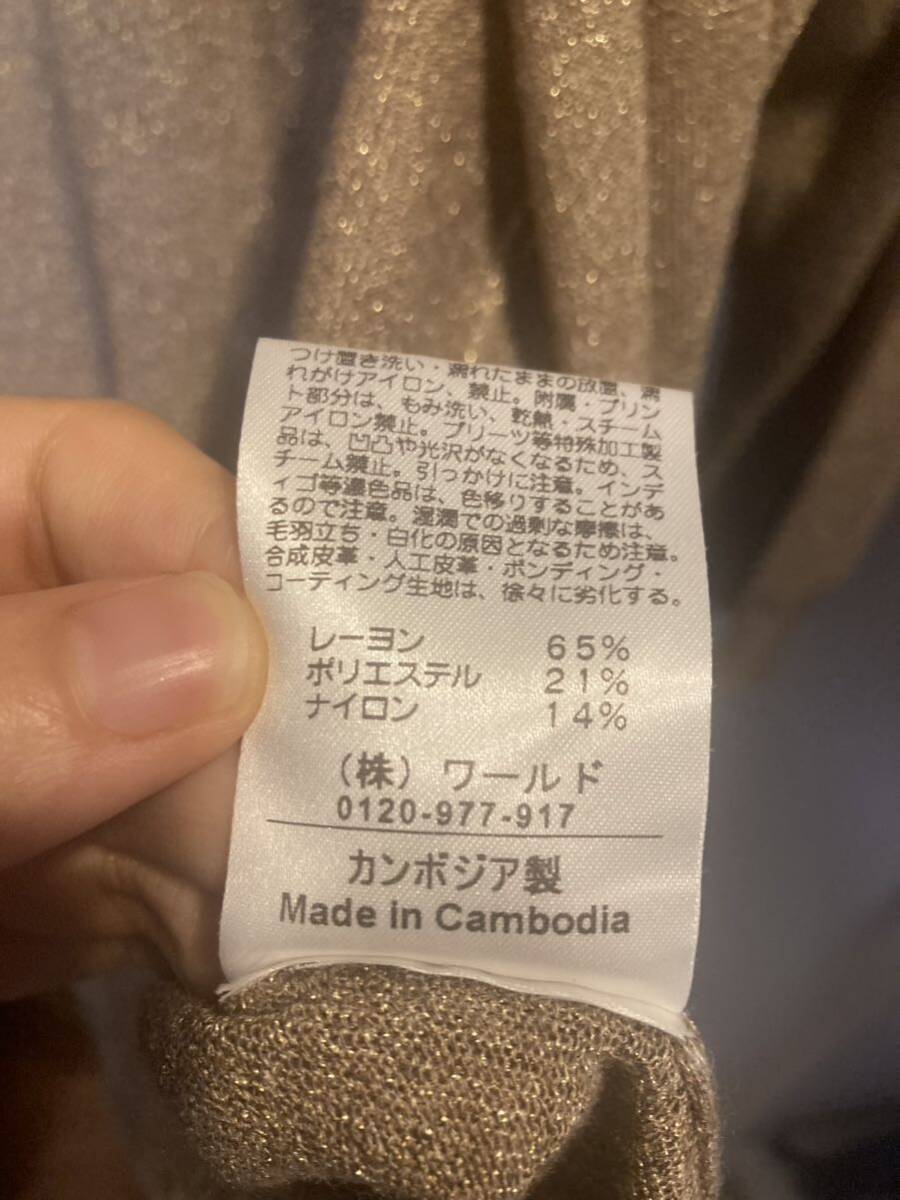 つけ置き洗い・濡れたままの放置、濡
れがけアイロン、禁止。附属・プリン
ト部分は、もみ洗い、乾熱・スチーム
アイロン禁止。プリーツ等特殊加工製
品は、凹凸や光沢がなくなるため、ス
チーム禁止。引っかけに注意。インデ
ィゴ等濃色品は、色移りすることがあ
るので注意。湿潤での過剰な摩擦は、
毛羽立ち・白化の原因となるため注意。
合成皮革・人工皮革・ボンディング・
コーティング生地は、徐々に劣化する。
レーヨン 65%
ポリエステル 21%
ナイロン 14%
(株) ワールド
0120-977-917
カンボジア製
Made in Cambodia